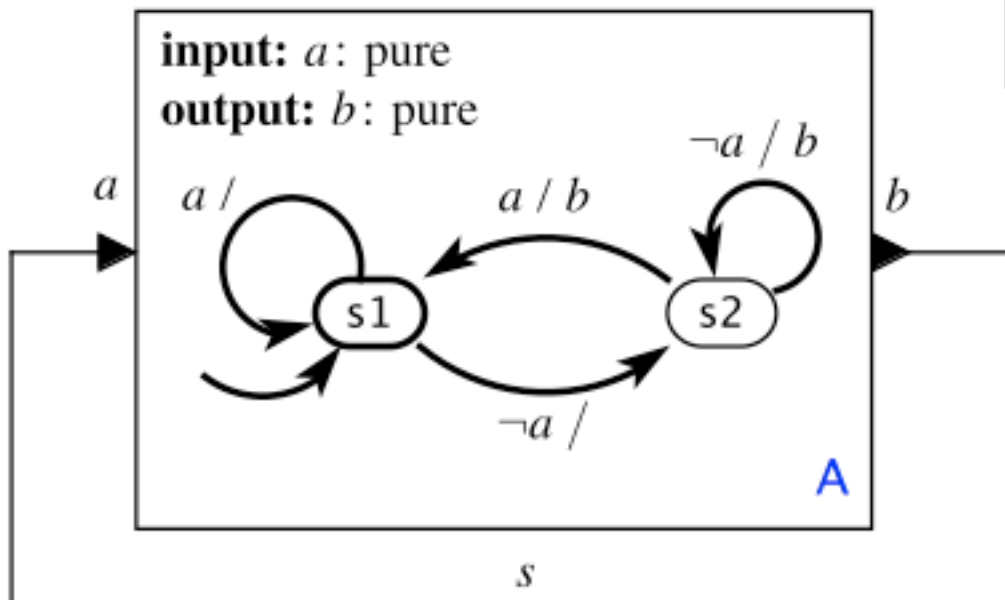 input: a: pure
output: b: pure
¬a / b
a
a /
a / b
b
s1
s2
¬a /
A
s